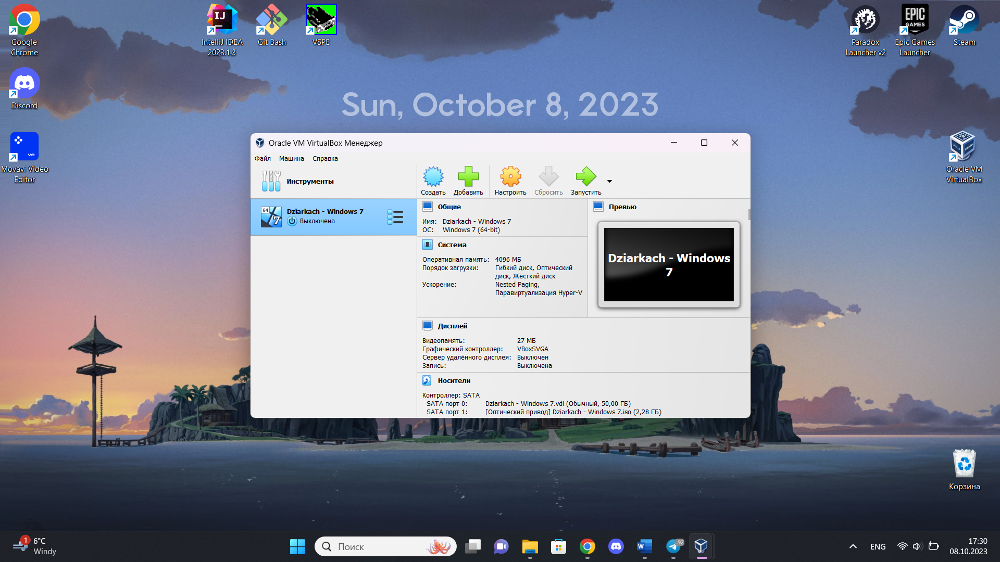 Google
Chrome
IntelliJ IDEA
2023.1.3
Git Bash
VSPE
Paradox
Launcher v2
EPIC
GAMES
Epic Games
Launcher
Steam
Discord
Sun, October 8, 2023
ve
Movavi Video
Editor
Oracle VM
VirtualBox
Oracle VM VirtualBox Менеджер
Файл Машина Справка
Инструменты
Создать Добавить Настроить Сбросить Запустить
64
7
Dziarkach - Windows 7
Выключена
Общие
Имя: Dziarkach - Windows 7
ОС: Windows 7 (64-bit)
Превью
Dziarkach - Windows
7
Система
Оперативная память: 4096 МБ
Порядок загрузки: Гибкий диск, Оптический
диск, Жёсткий диск
Ускорение: Nested Paging,
Паравиртуализация Hyper-V
Дисплей
Видеопамять: 27 МБ
Графический контроллер: VBoxSVGA
Сервер удалённого дисплея: Выключен
Запись: Выключена
Носители
Контроллер: SATA
SATA порт 0: Dziarkach - Windows 7.vdi (Обычный, 50,00 ГБ)
SATA порт 1: [Оптический привод] Dziarkach - Windows 7.iso (2,28 ГБ)
Корзина
1
6°C
Windy
Поиск
W
92
ENG
17:30
08.10.2023